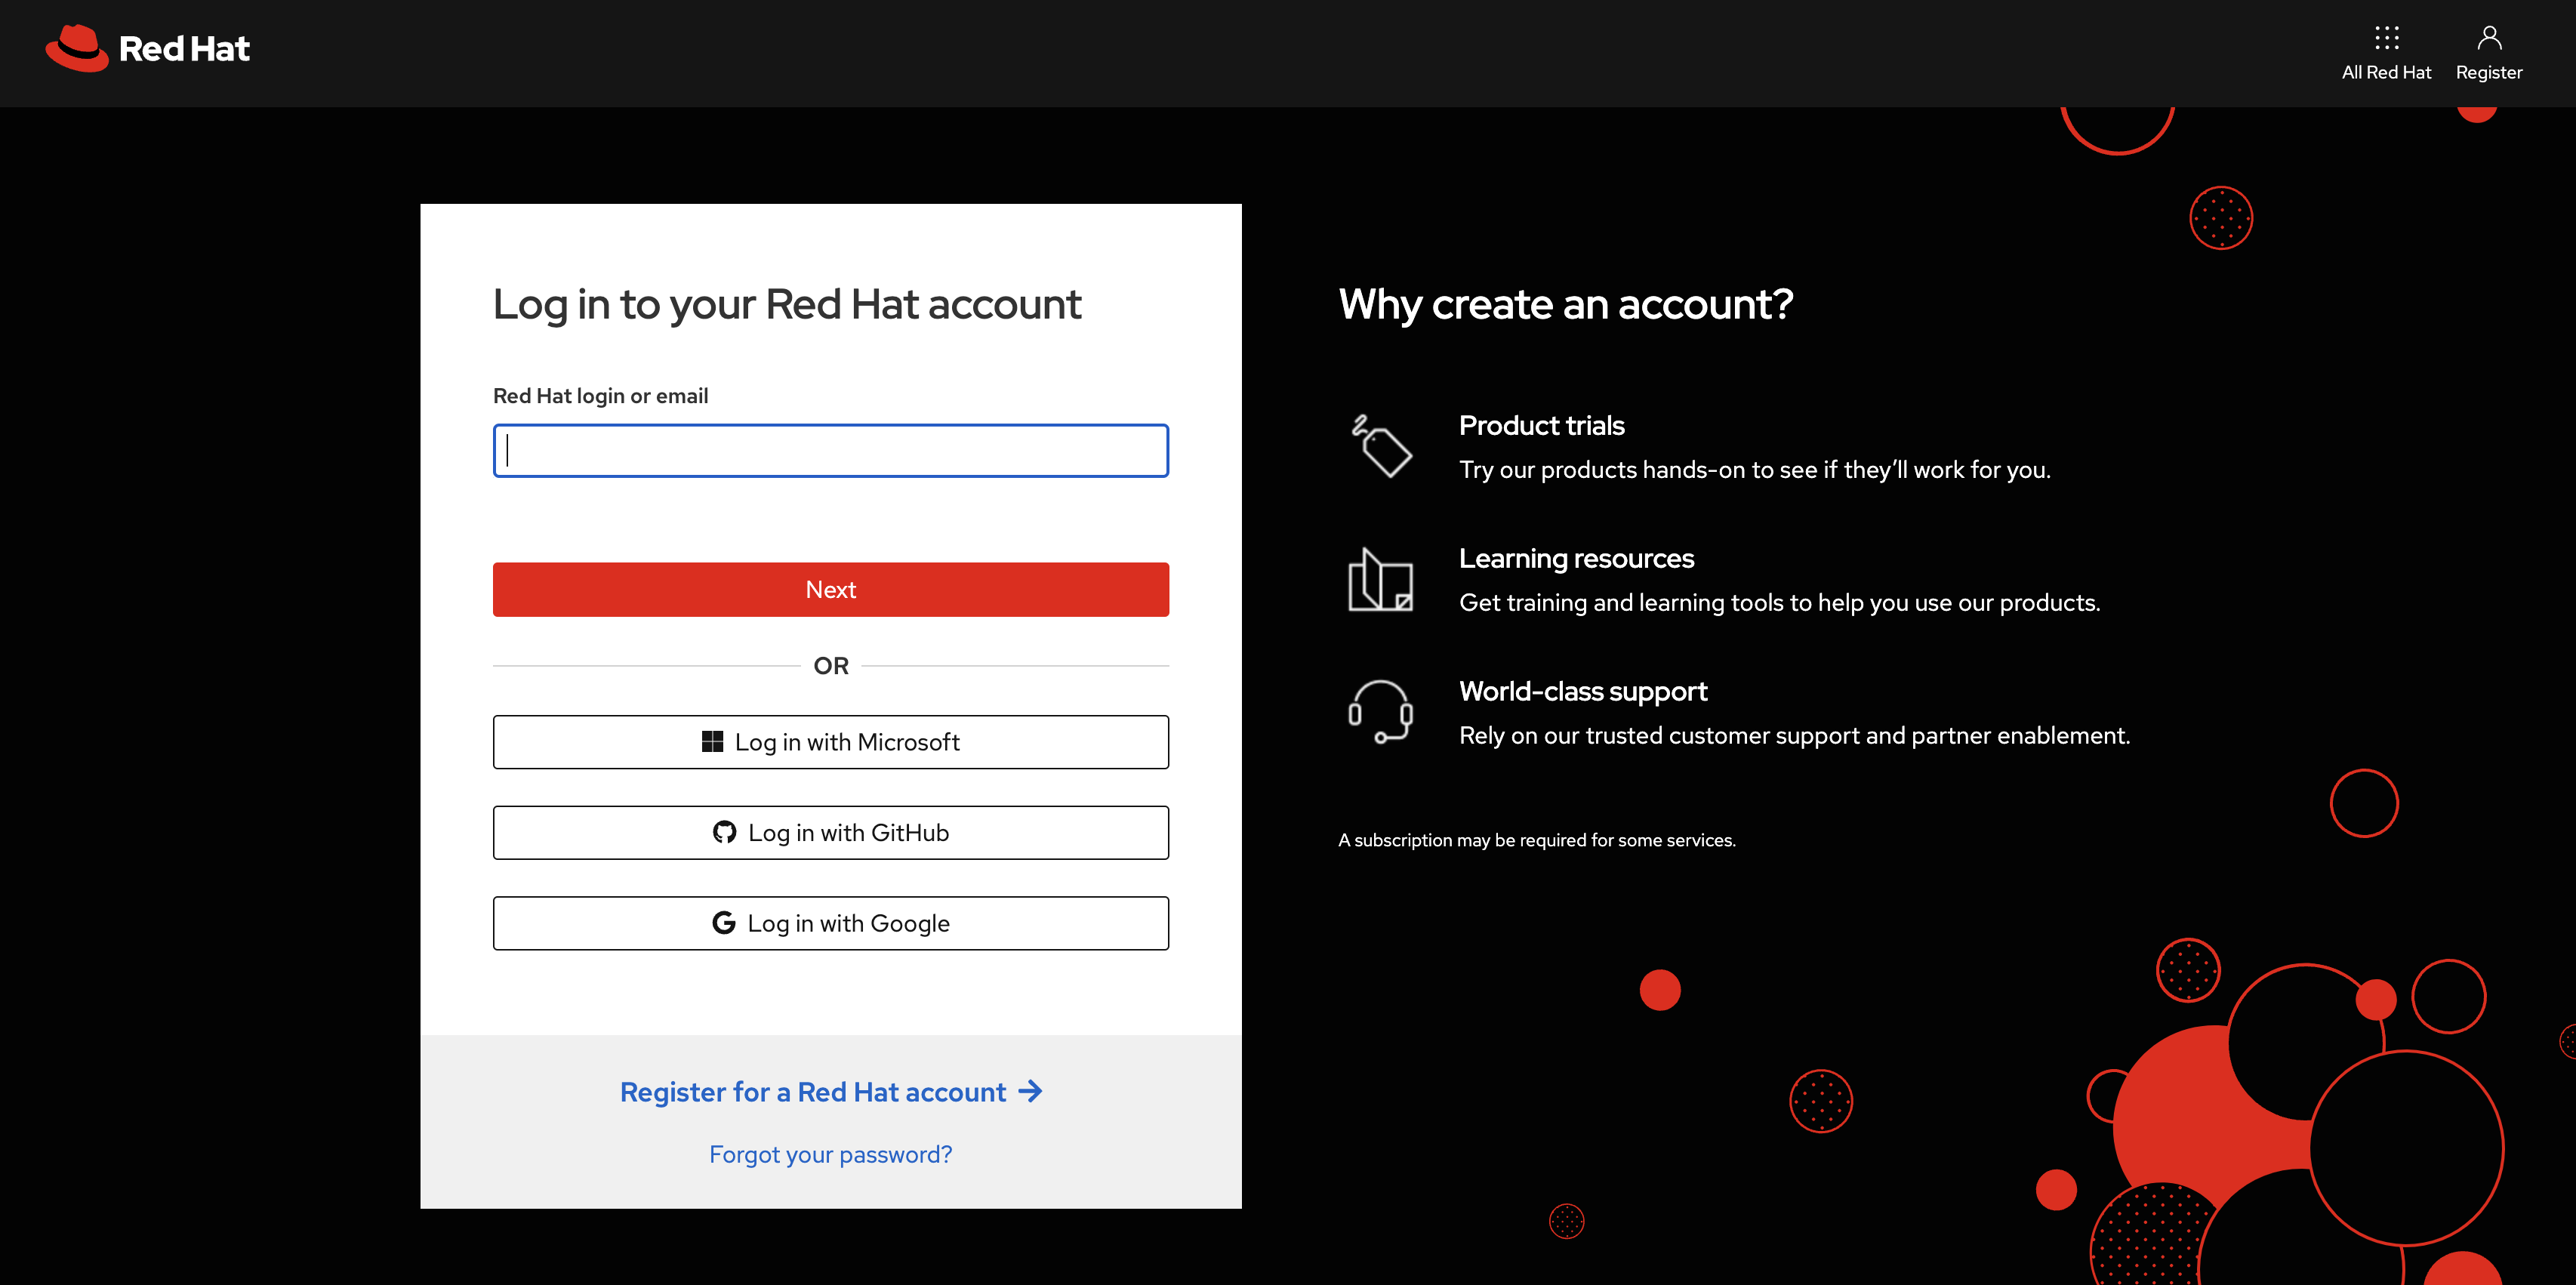 Red Hat
All Red Hat
Register
Log in to your Red Hat account
Red Hat login or email
Next
OR
Log in with Microsoft
Log in with GitHub
Log in with Google
Register for a Red Hat account
Forgot your password?
Why create an account?
Product trials
Try our products hands-on to see if they’ll work for you.
Learning resources
Get training and learning tools to help you use our products.
World-class support
Rely on our trusted customer support and partner enablement.
A subscription may be required for some services.